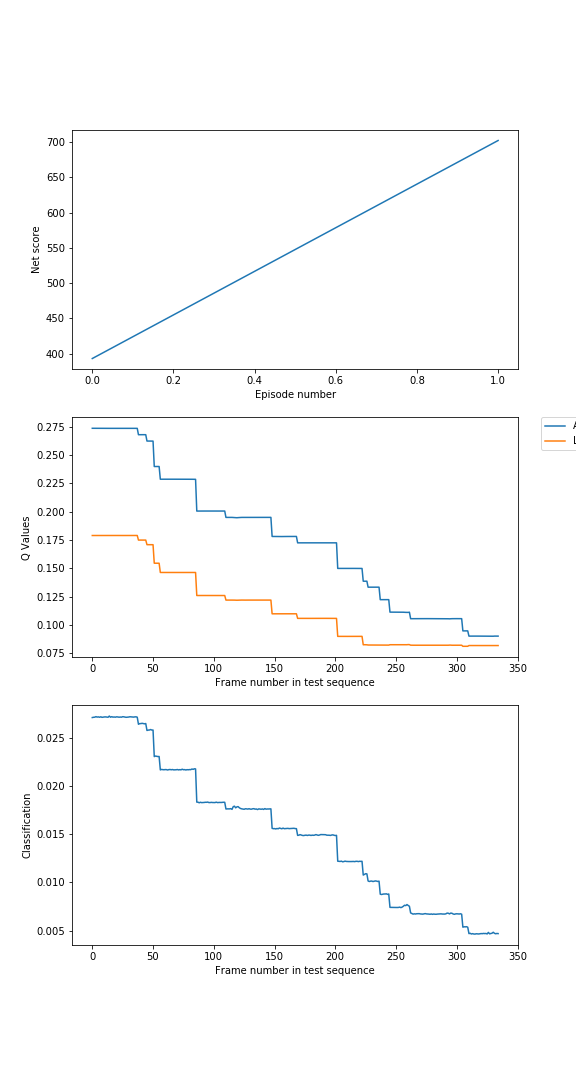 700
650
600
550
500
450
400
Net score
0.0 0.2 0.4 0.6 0.8 1.0
Episode number
0.275
0.250
0.225
0.200
0.175
0.150
0.125
0.100
0.075
Q Values
0 50 100 150 200 250 300 350
Frame number in test sequence
0.025
0.020
0.015
0.010
0.005
Classification
0 50 100 150 200 250 300 350
Frame number in test sequence